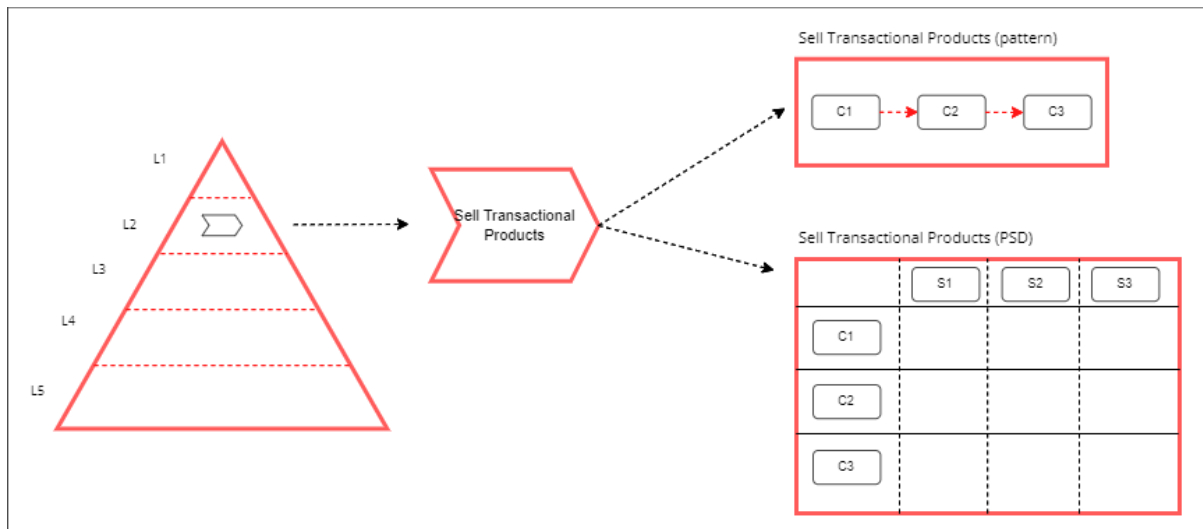 Sell Transactional Products (pattern)
C1
C2
C3
L1
L2
L3
L4
L5
Sell Transactional
Products
Sell Transactional Products (PSD)
S1
S2
S3
C1
C2
C3